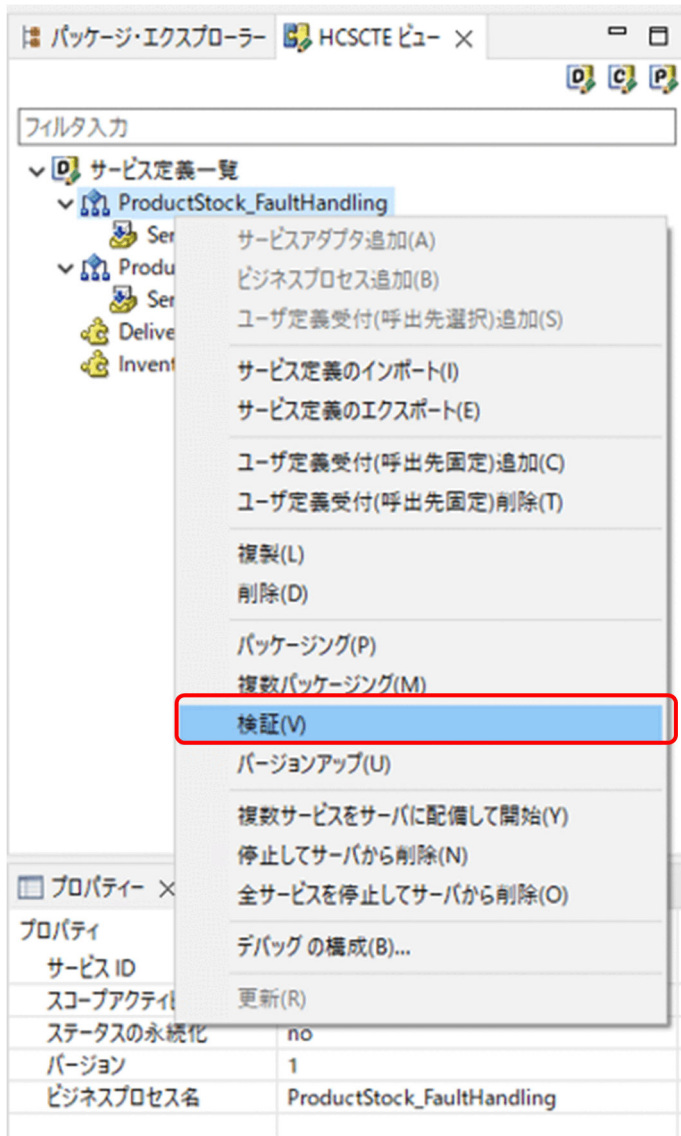 パッケージ・エクスプローラー HCSCTE ビュー
フィルタ入力
サービス定義一覧
ProductStock_FaultHandling
Ser
Produ
Ser
Delive
Invent
サービスアダプタ追加(A)
ビジネスプロセス追加(B)
ユーザ定義受付(呼出先選択)追加(S)
サービス定義のインポート(I)
サービス定義のエクスポート(E)
ユーザ定義受付(呼出先固定)追加(C)
ユーザ定義受付(呼出先固定)削除(T)
複製(L)
削除(D)
パッケージング(P)
複数パッケージング(M)
検証(V)
バージョンアップ(U)
複数サービスをサーバに配備して開始(Y)
停止してサーバから削除(N)
全サービスを停止してサーバから削除(O)
デバッグ の構成(B)...
更新(R)
プロパティー
プロパティ
サービス ID
スコープアクティビ
ステータスの永続化 no
バージョン 1
ビジネスプロセス名 ProductStock_FaultHandling